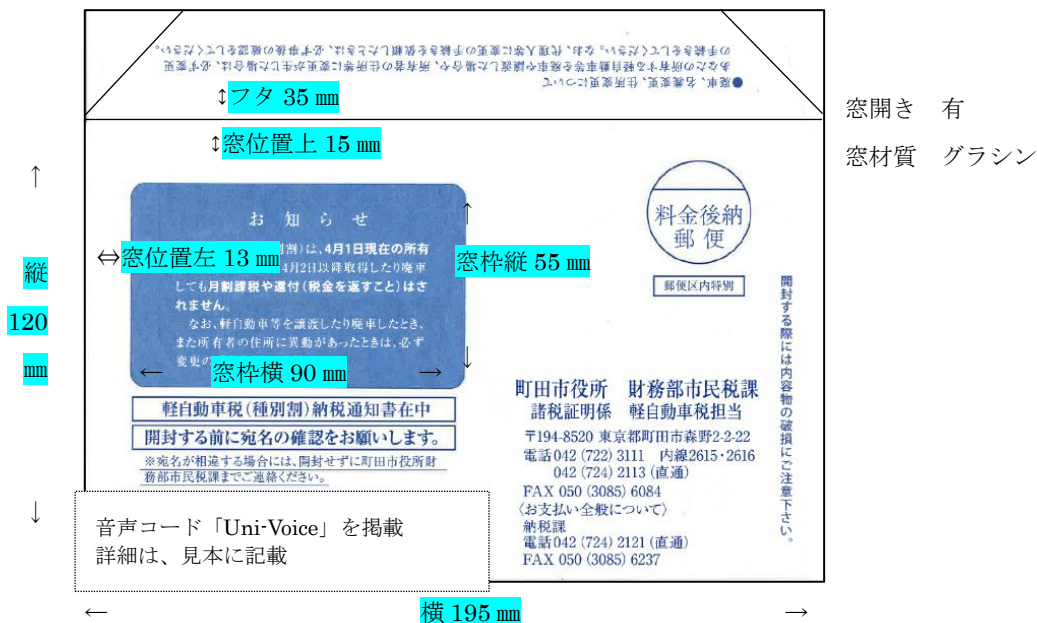 ●廃車、名義変更、住所変更について
あなたの所有する軽自動車等を廃車や譲渡した場合や、所有者の住所等に変更が生じた場合は、必ず変更
の手続きをしてください。なお、代理人等に変更の手続きを依頼したときは、必ず事後の確認をしてください。
↕フタ 35 ㎜
窓開き 有
↕窓位置上 15 ㎜
窓材質 グラシン
お知らせ
割)は、4月1日現在の所有
4月2日以降取得したり廃車
しても月割課税や還付(税金を返すこと)はさ
れません。
なお、軽自動車等を譲渡したり廃車したとき、
また所有者の住所に異動があったときは、必ず
変更の
⇔窓位置左 13 ㎜
窓枠縦 55 ㎜
← 窓枠横 90 ㎜ →
↑
縦
120
㎜
↓
料金後納
郵便
郵便区内特別
開封する際には内容物の破損にご注意下さい。
軽自動車税(種別割)納税通知書在中
開封する前に宛名の確認をお願いします。
※宛名が相違する場合には、開封せずに町田市役所財
務部市民税課までご連絡ください。
町田市役所 財務部市民税課
諸税証明係 軽自動車税担当
〒194-8520 東京都町田市森野2-2-22
電話042 (722) 3111 内線2615・2616
042 (724) 2113 (直通)
FAX 050 (3085) 6084
〈お支払い全般について〉
納税課
電話042 (724) 2121 (直通)
FAX 050 (3085) 6237
音声コード「Uni-Voice」を掲載
詳細は、見本に記載
← 横 195 ㎜ →